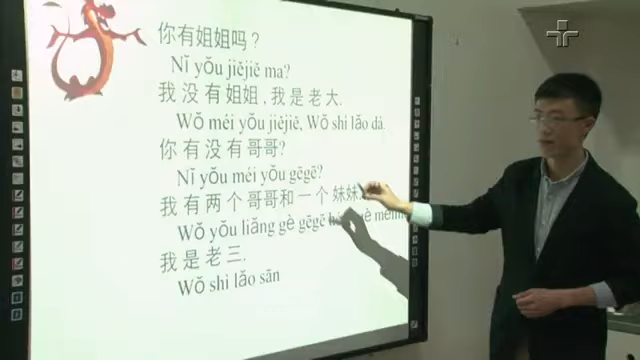 你有姐姐吗？
Nǐ yǒu jiějiě ma?
我没有姐姐,我是老大.
Wǒ méi yǒu jiějiě, Wǒ shì lǎo dà.
你有没有哥哥?
Nǐ yǒu méi yǒu gēgē?
我有两个哥哥和一个妹妹
Wǒ yǒu liǎng gè gēgē
我是老三.
Wǒ shì lǎo sān